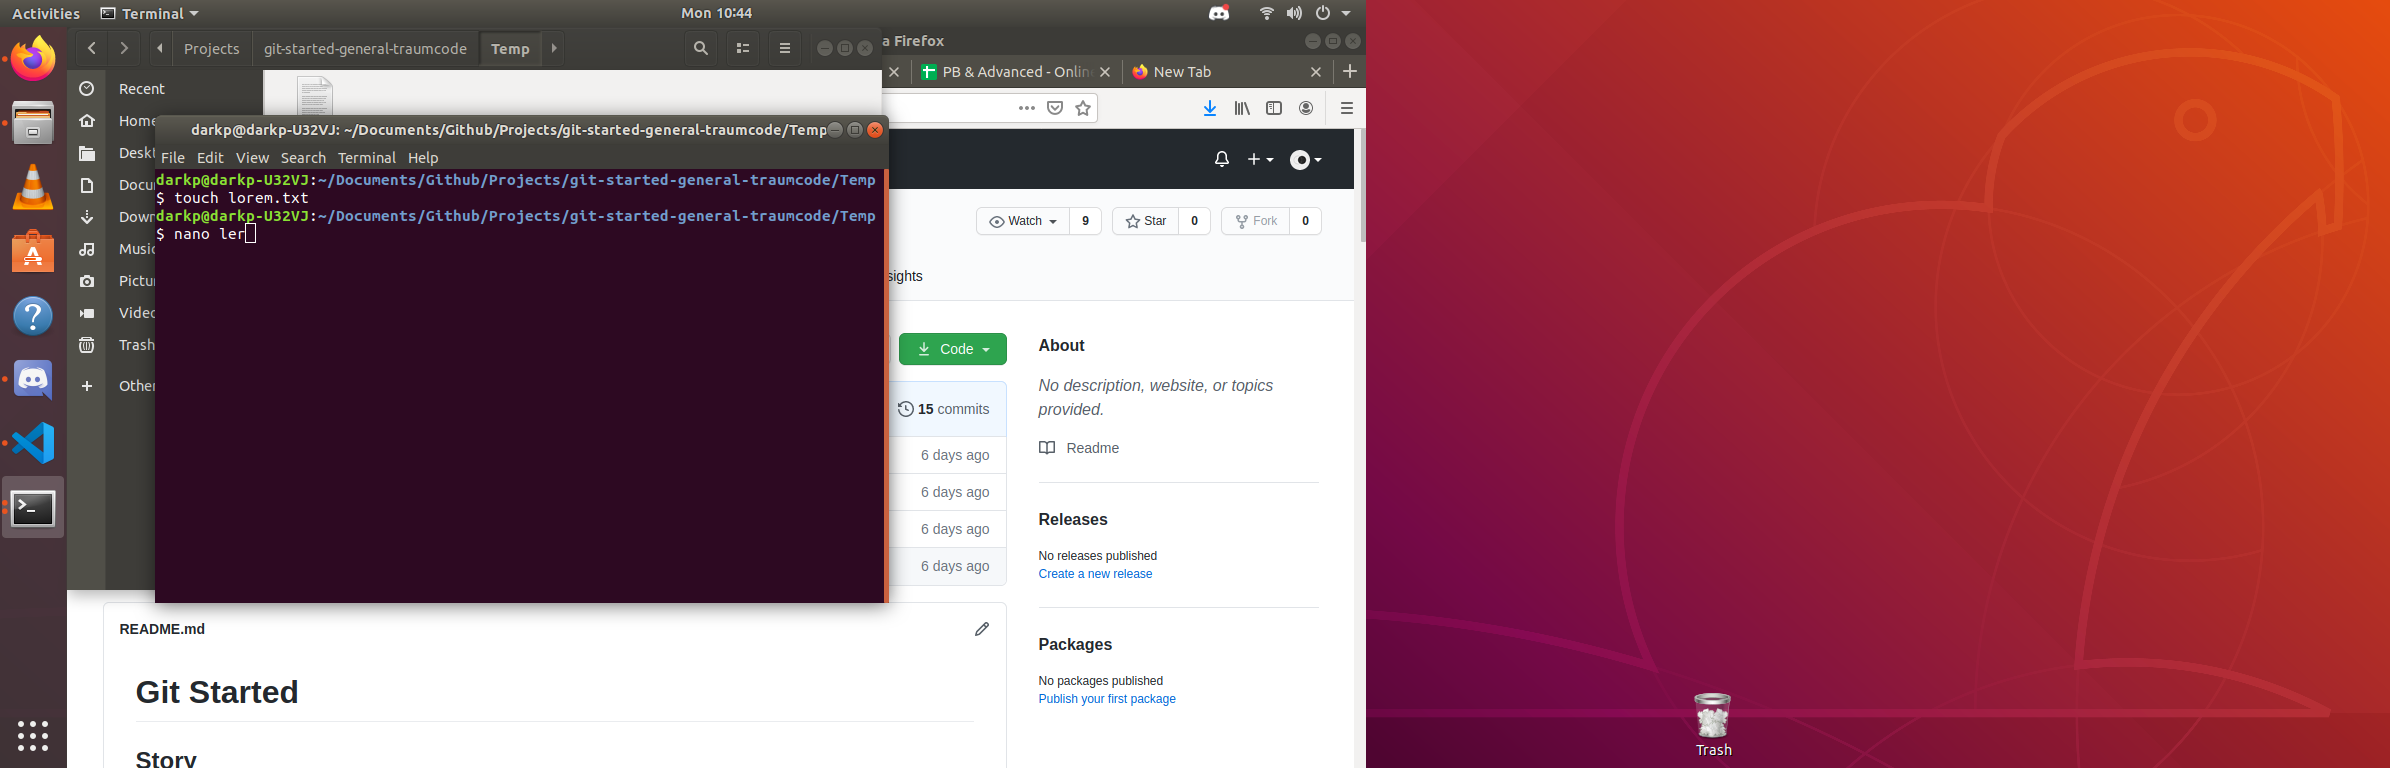 Activities Terminal Mon 10:44
Projects git-started-general-traumcode Temp
a Firefox
PB & Advanced - Onlin New Tab
Recent
Home
Deskt
Docu
Down
Music
Pictu
Video
Trash
Other
darkp@darkp-U32VJ: ~/Documents/Github/Projects/git-started-general-traumcode/Temp
File Edit View Search Terminal Help
darkp@darkp-U32VJ:~/Documents/Github/Projects/git-started-general-traumcode/Temp
$ touch lorem.txt
darkp@darkp-U32VJ:~/Documents/Github/Projects/git-started-general-traumcode/Temp
$ nano ler
Watch 9 Star 0 Fork 0
sights
Code
15 commits
6 days ago
6 days ago
6 days ago
6 days ago
About
No description, website, or topics
provided.
Readme
Releases
No releases published
Create a new release
Packages
No packages published
Publish your first package
README.md
Git Started
Story
Trash